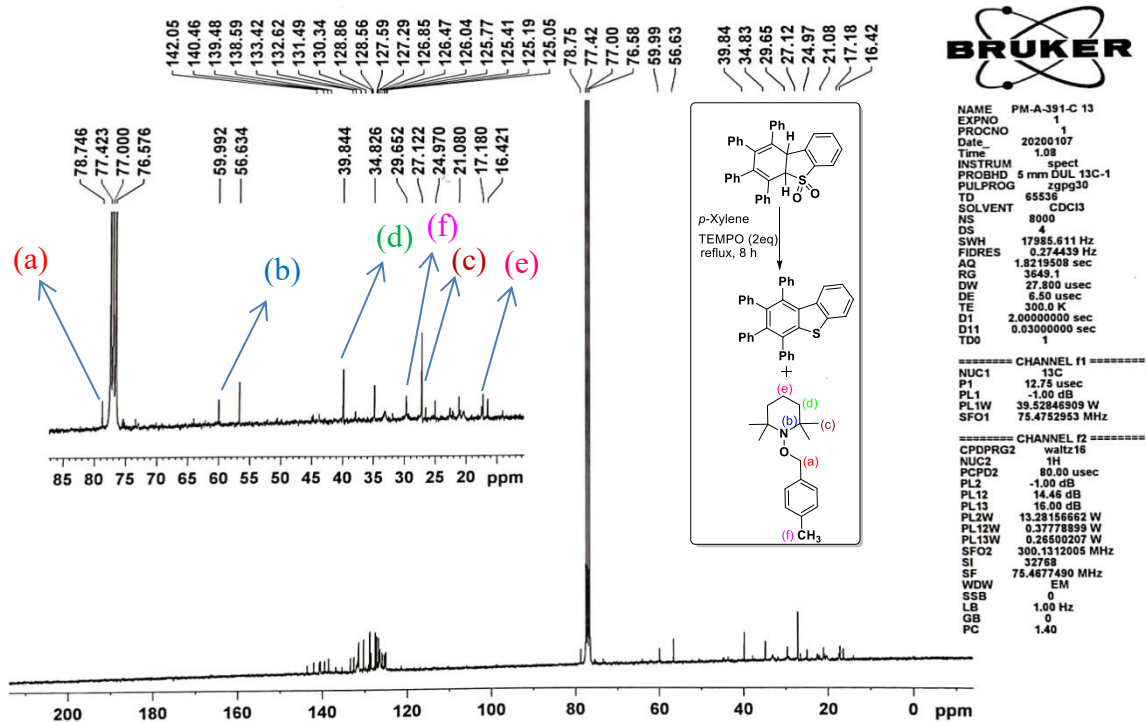 142.05
140.46
139.48
138.59
133.42
132.62
131.49
130.34
128.86
128.56
127.59
127.29
126.85
126.47
126.04
125.77
125.41
125.19
125.05
78.75
77.42
77.00
76.58
59.99
56.63
39.84
34.83
29.65
27.12
24.97
21.08
17.18
16.42
78.746
77.423
77.000
76.576
59.992
56.634
39.844
34.826
29.652
27.122
24.970
21.080
17.180
16.421
(a)
(b)
(d)
(f)
(c)
(e)
85 80 75 70 65 60 55 50 45 40 35 30 25 20 ppm
Ph
H
Ph
Ph
S
O
O
Ph
H
p-Xylene
TEMPO (2eq)
reflux, 8 h
Ph
Ph
Ph
S
Ph
+
(e)
(d)
(b)
N
(c)
O
(a)
(f) CH3
200 180 160 140 120 100 80 60 40 20 0 ppm
BRUKER
NAME PM-A-391-C 13
EXPNO 1
PROCNO 1
Date_ 20200107
Time 1.08
INSTRUM spect
PROBHD 5 mm DUL 13C-1
PULPROG zgpg30
TD 65536
SOLVENT CDCl3
NS 8000
DS 4
SWH 17985.611 Hz
FIDRES 0.274439 Hz
AQ 1.8219508 sec
RG 3649.1
DW 27.800 usec
DE 6.50 usec
TE 300.0 K
D1 2.00000000 sec
D11 0.03000000 sec
TD0 1
======== CHANNEL f1 ========
NUC1 13C
P1 12.75 usec
PL1 -1.00 dB
PL1W 39.52846909 W
SFO1 75.4752953 MHz
======== CHANNEL f2 ========
CPDPRG2 waltz16
NUC2 1H
PCPD2 80.00 usec
PL2 -1.00 dB
PL12 14.46 dB
PL13 16.00 dB
PL2W 13.28156662 W
PL12W 0.37778899 W
PL13W 0.26500207 W
SFO2 300.1312005 MHz
SI 32768
SF 75.4677490 MHz
WDW EM
SSB 0
LB 1.00 Hz
GB 0
PC 1.40